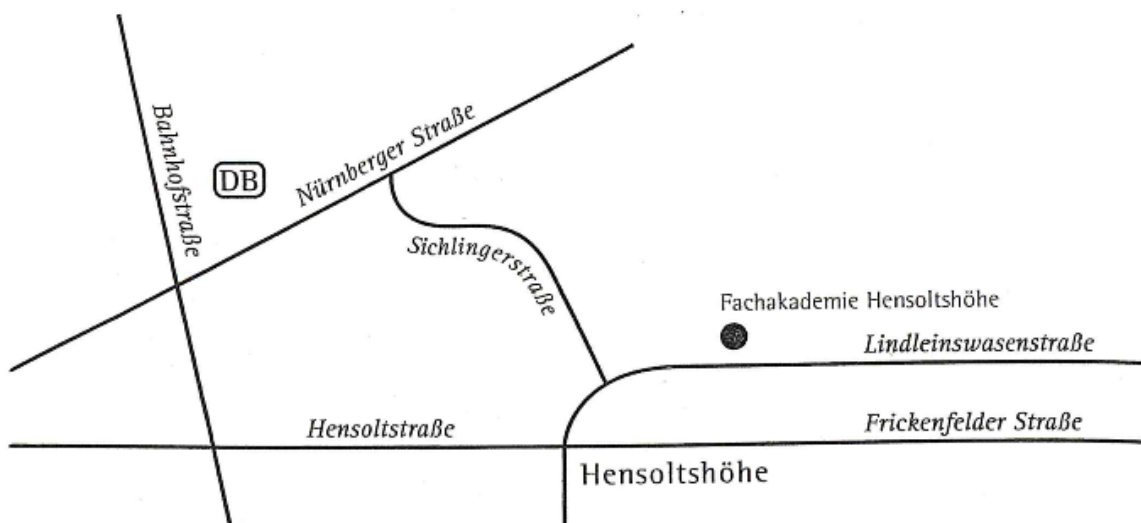 Bahnhofstraße
DB
Nürnberger Straße
Sichlingerstraße
Fachakademie Hensoltshöhe
Lindleinswasenstraße
Hensoltstraße
Frickenfelder Straße
Hensoltshöhe